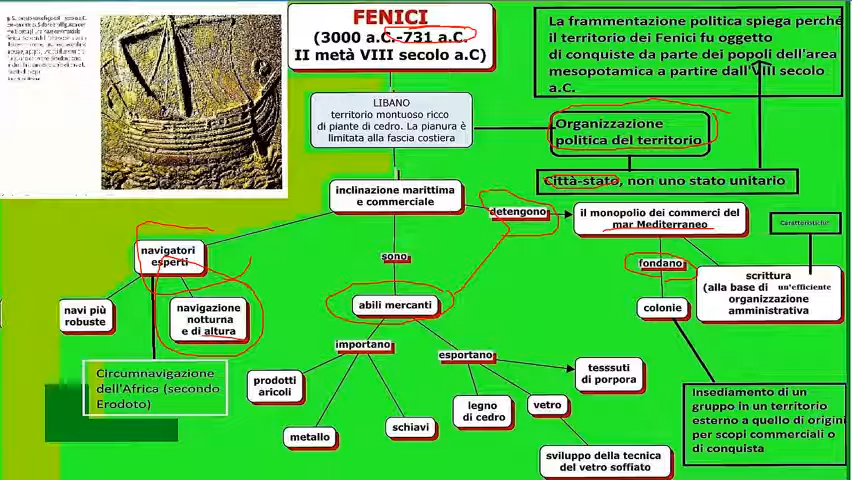 FENICI
(3000 a.C.-731 a.C.
II metà VIII secolo a.C)
La frammentazione politica spiega perché
il territorio dei Fenici fu oggetto
di conquiste da parte dei popoli dell'area
mesopotamica a partire dall'VIII secolo
a.C.
LIBANO
territorio montuoso ricco
di piante di cedro. La pianura è
limitata alla fascia costiera
Organizzazione
politica del territorio
Città-stato, non uno stato unitario
inclinazione marittima
e commerciale
detengono
il monopolio dei commerci del
mar Mediterraneo
Caratteristiche
navigatori
esperti
sono
fondano
scrittura
(alla base di un'efficiente
organizzazione
amministrativa
navi più
robuste
navigazione
notturna
e di altura
abili mercanti
colonie
importano
esportano
Circumnavigazione
dell'Africa (secondo
Erodoto)
prodotti
aricoli
metallo
schiavi
legno
di cedro
vetro
tesssuti
di porpora
sviluppo della tecnica
del vetro soffiato
Insediamento di un
gruppo in un territorio
esterno a quello di origini
per scopi commerciali o
di conquista